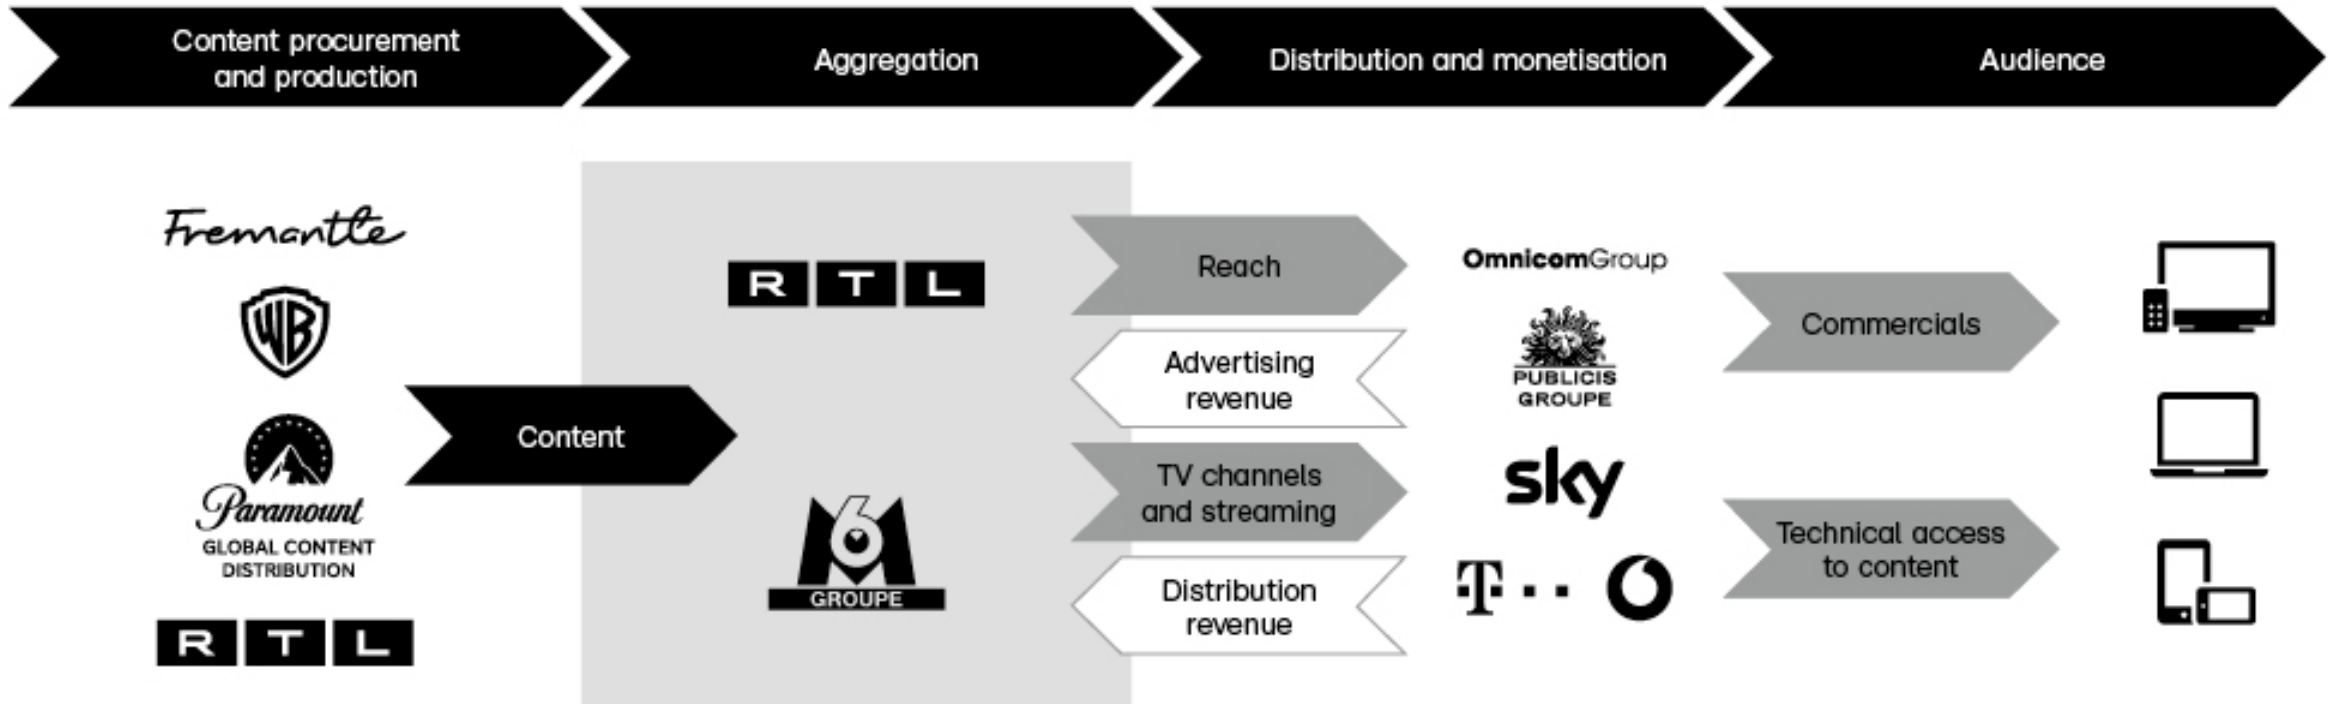 Content procurement
and production
Aggregation
Distribution and monetisation
Audience
Fremantle
WB
Paramount
GLOBAL CONTENT
DISTRIBUTION
RTL
Content
RTL
M6
GROUPE
Reach
Advertising
revenue
TV channels
and streaming
Distribution
revenue
OmnicomGroup
PUBLICIS
GROUPE
sky
T
Commercials
Technical access
to content